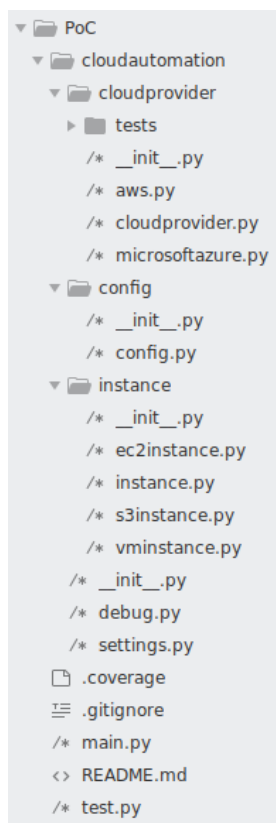 PoC
cloudautomation
cloudprovider
tests
/* __init__.py
/* aws.py
/* cloudprovider.py
/* microsoftazure.py
config
/* __init__.py
/* config.py
instance
/* __init__.py
/* ec2instance.py
/* instance.py
/* s3instance.py
/* vminstance.py
/* __init__.py
/* debug.py
/* settings.py
.coverage
.gitignore
/* main.py
<> README.md
/* test.py